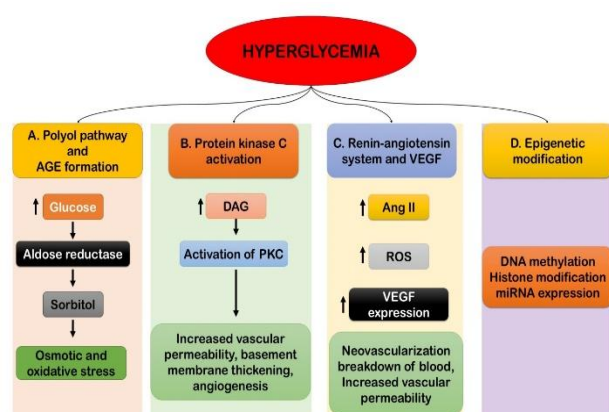 HYPERGLYCEMIA
A. Polyol pathway
and
AGE formation
Glucose
Aldose reductase
Sorbitol
Osmotic and
oxidative stress
B. Protein kinase C
activation
DAG
Activation of PKC
Increased vascular
permeability, basement
membrane thickening,
angiogenesis
C. Renin-angiotensin
system and VEGF
Ang II
ROS
VEGF
expression
Neovascularization
breakdown of blood,
Increased vascular
permeability
D. Epigenetic
modification
DNA methylation
Histone modification
miRNA expression